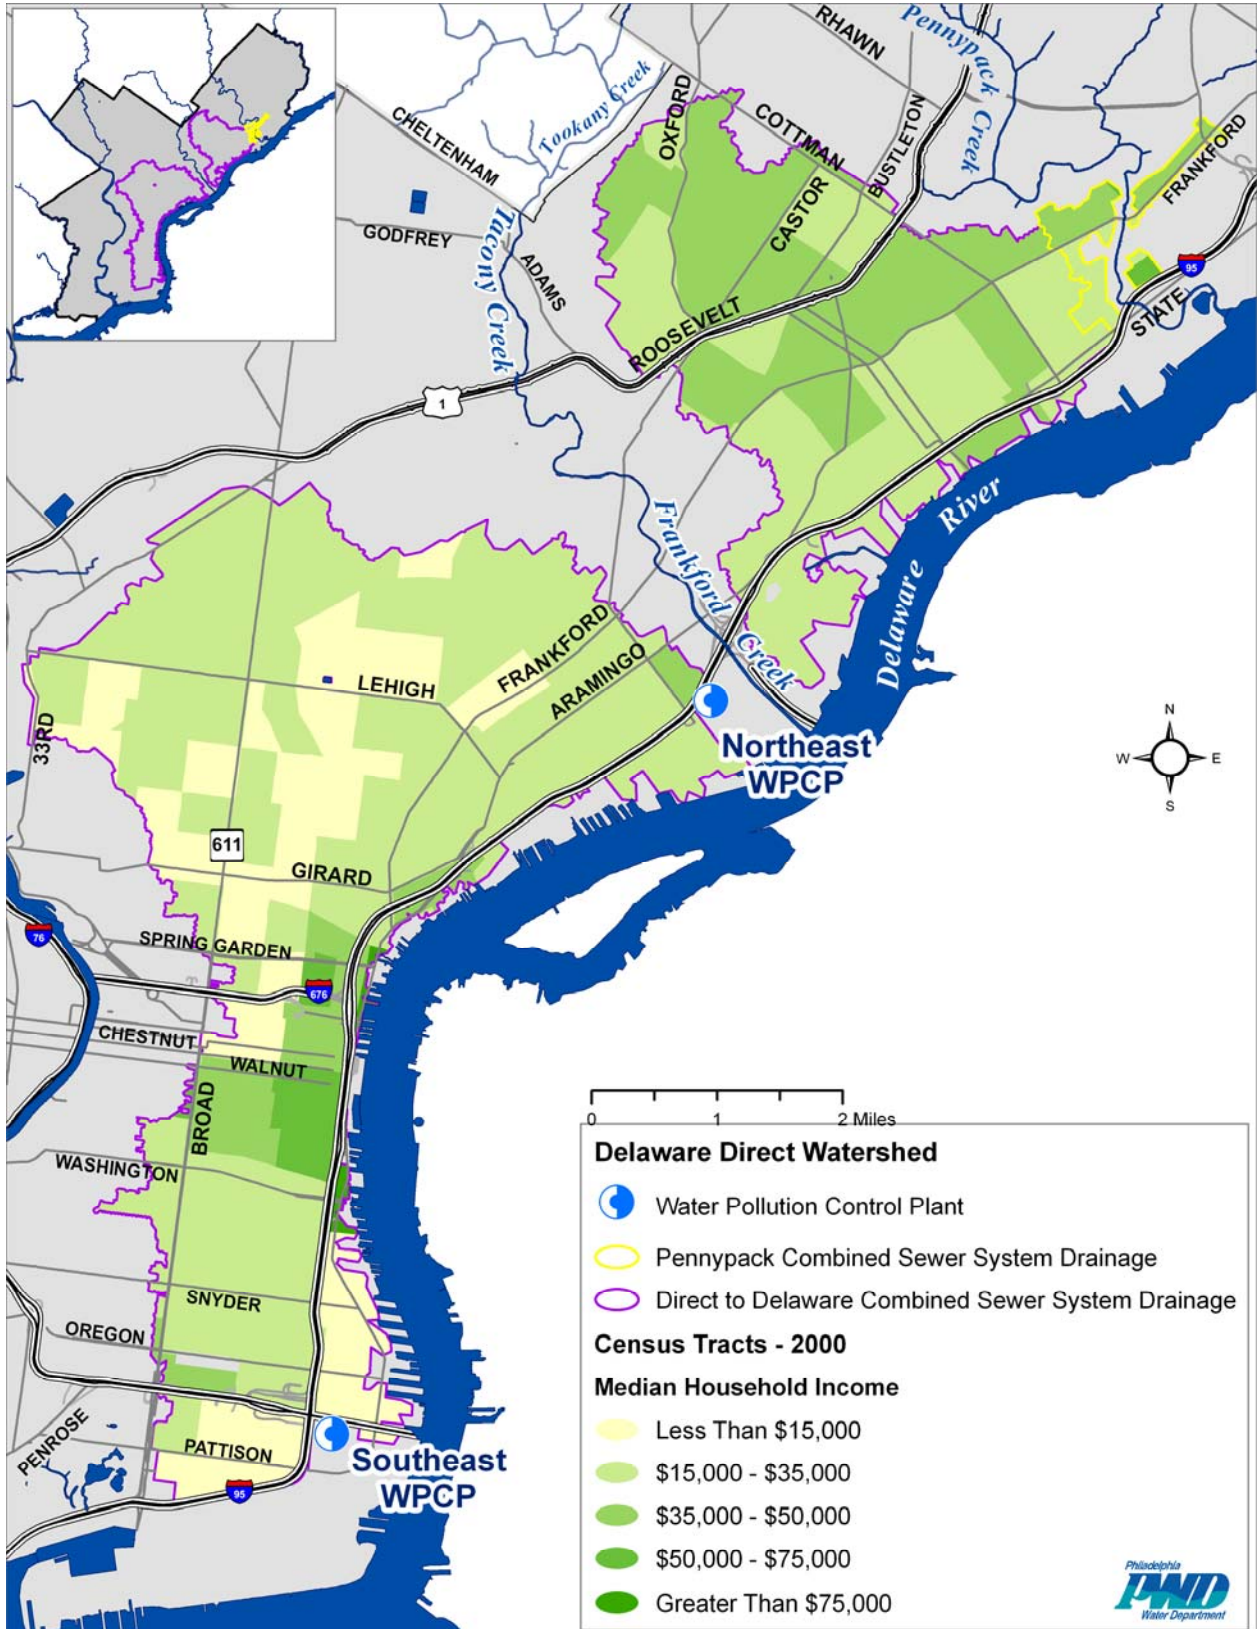 RHAWN
Pennypack
Creek
OXFORD
COTTMAN
BUSTLETON
CHELTENHAM
Tookany Creek
FRANKFORD
CASTOR
GODFREY
Tacony Creek
ADAMS
95
STATE
ROOSEVELT
1
River
Delaware
Frankford
Creek
FRANKFORD
ARAMINGO
LEHIGH
33RD
Northeast
WPCP
N
W
E
S
611
GIRARD
76
SPRING GARDEN
676
CHESTNUT
WALNUT
BROAD
WASHINGTON
SNYDER
OREGON
PENROSE
PATTISON
Southeast
WPCP
95
0 1 2 Miles
Delaware Direct Watershed
Water Pollution Control Plant
Pennypack Combined Sewer System Drainage
Direct to Delaware Combined Sewer System Drainage
Census Tracts - 2000
Median Household Income
Less Than $15,000
$15,000 - $35,000
$35,000 - $50,000
$50,000 - $75,000
Greater Than $75,000
Philadelphia
PWD
Water Department